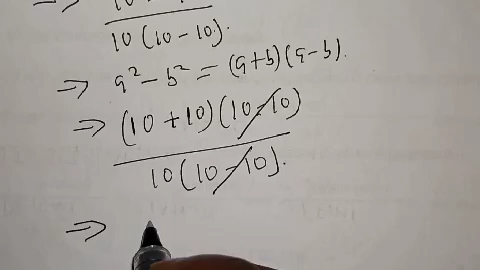 10(10-10).
⇒ a²-b² = (a+b)(a-b).
⇒ (10+10)(10-10)
10(10-10).
⇒